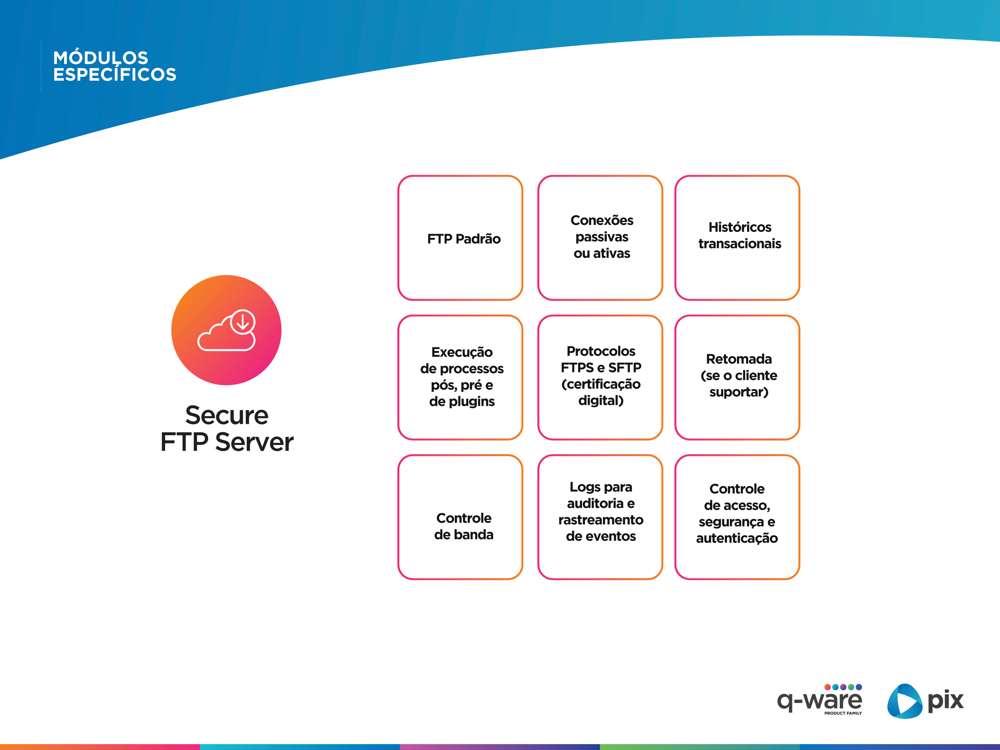 MÓDULOS
ESPECÍFICOS
Secure
FTP Server
FTP Padrão
Conexões
passivas
ou ativas
Históricos
transacionais
Execução
de processos
pós, pré e
de plugins
Protocolos
FTPS e SFTP
(certificação
digital)
Retomada
(se o cliente
suportar)
Controle
de banda
Logs para
auditoria e
rastreamento
de eventos
Controle
de acesso,
segurança e
autenticação
q-ware
PRODUCT FAMILY
pix